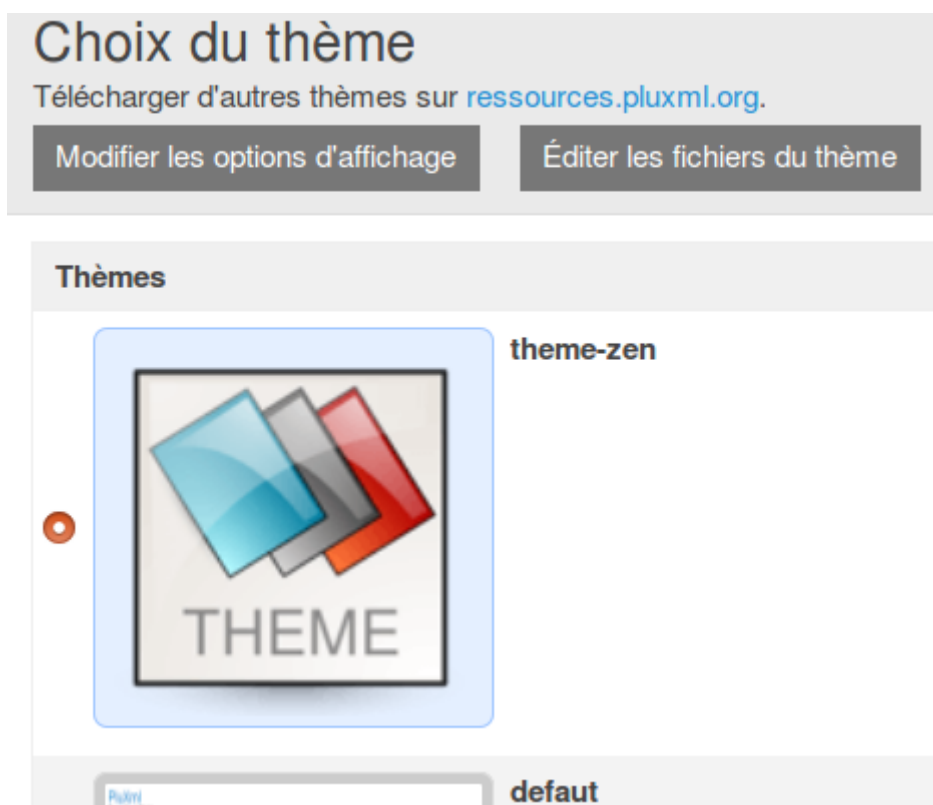 Choix du thème
Télécharger d'autres thèmes sur ressources.pluxml.org.
Modifier les options d'affichage Éditer les fichiers du thème
Thèmes
theme-zen
THEME
defaut
PluXml